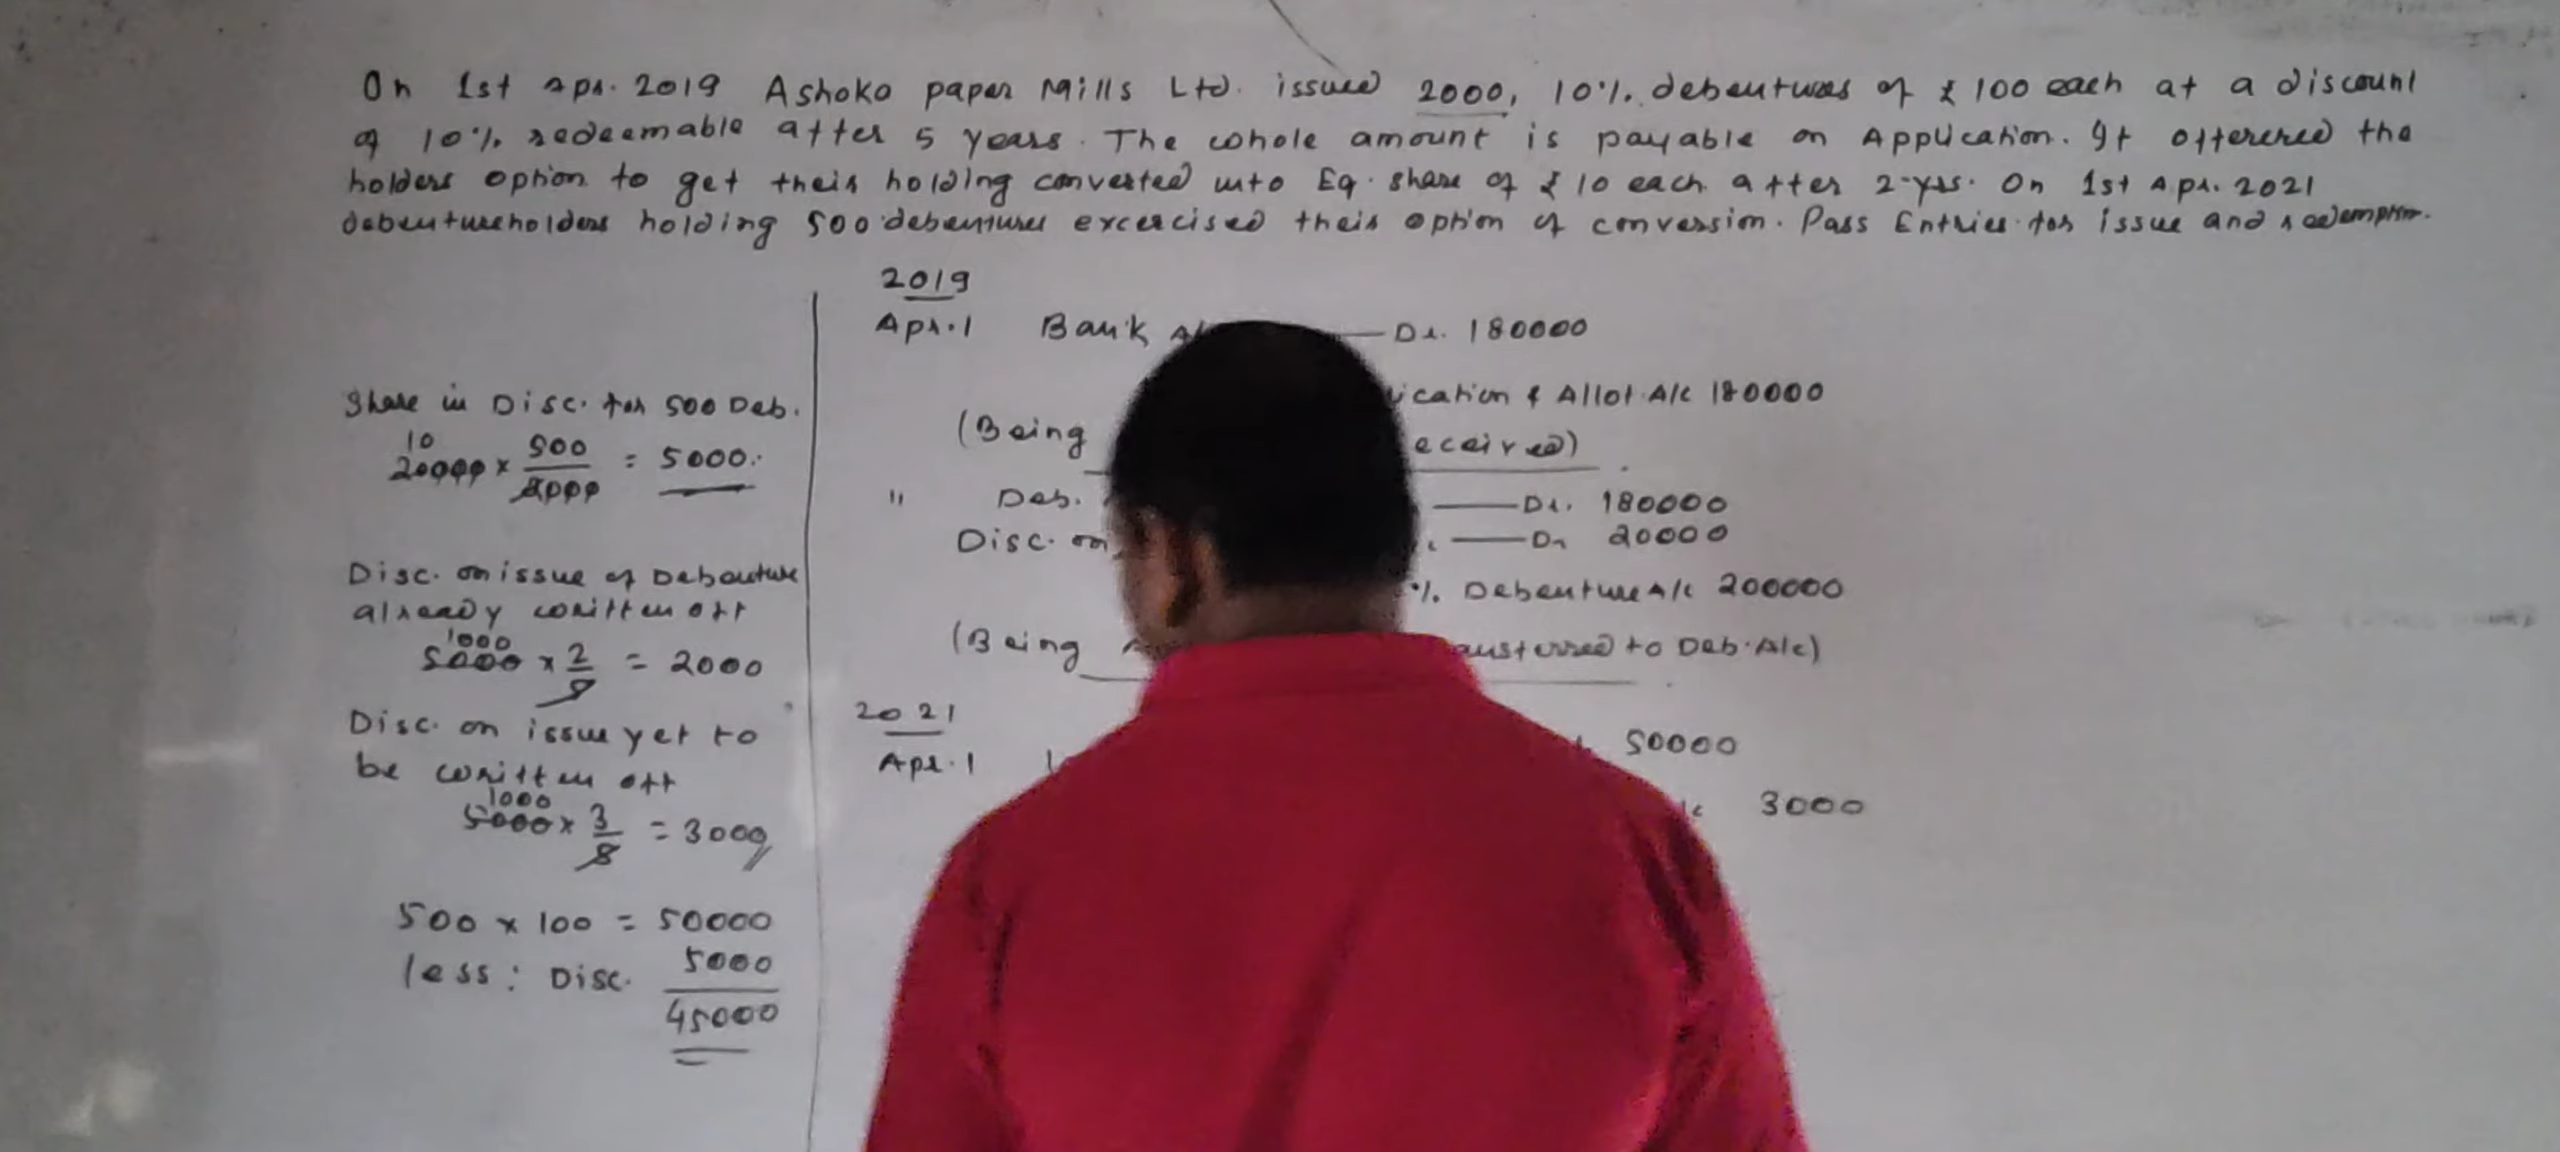 On 1st Apr. 2019 Ashoko paper Mills Ltd. issued 2000, 10%. debentures of ₹ 100 each at a discount
of 10%. redeemable after 5 years. The whole amount is payable on Application. It offerered the
holders option to get their holding converted into Eq. share of ₹ 10 each after 2-yrs. On 1st Apr. 2021
debentureholders holding 500 debentures excercised their option of conversion. Pass Entries for issue and redemption.
Share in Disc. for 500 Deb.
10
20000 × 500/2000 = 5000
Disc. on issue of Debenture
already written off
1000
5000 × 2/5 = 2000
Disc. on issue yet to
be written off
1000
5000 × 3/5 = 3000
500 × 100 = 50000
less: Disc. 5000
45000
2019
Apr. 1 Bank Dr. 180000
& Allot. A/c 180000
(Being
" Deb. Dr. 180000
Disc. on Dr 20000
%. Debenture A/c 200000
(Being to Deb. A/c)
2021
Apr. 1 50000
3000